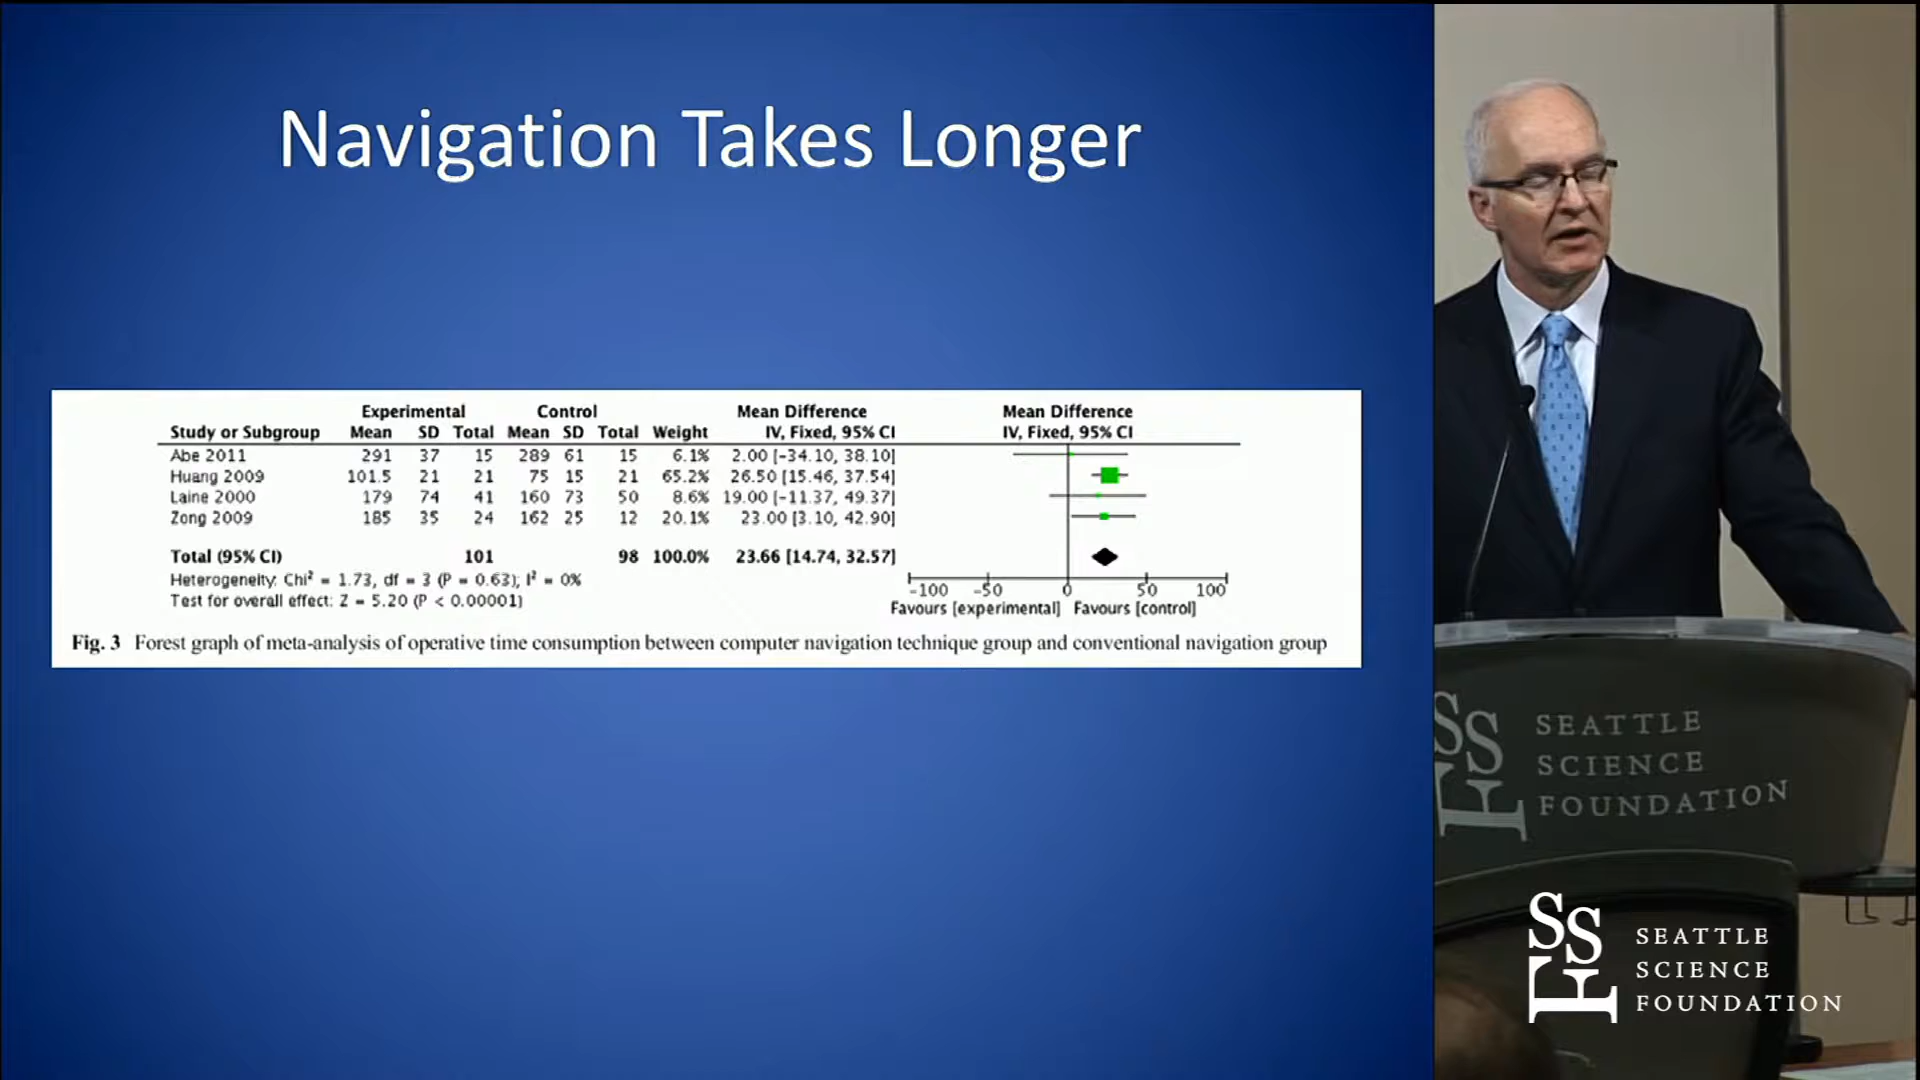 Navigation Takes Longer
Experimental Control Mean Difference Mean Difference
Study or Subgroup Mean SD Total Mean SD Total Weight IV, Fixed, 95% CI IV, Fixed, 95% CI
Abe 2011 291 37 15 289 61 15 6.1% 2.00 [-34.10, 38.10]
Huang 2009 101.5 21 21 75 15 21 65.2% 26.50 [15.46, 37.54]
Laine 2000 179 74 41 160 73 50 8.6% 19.00 [-11.37, 49.37]
Zong 2009 185 35 24 162 25 12 20.1% 23.00 [3.10, 42.90]
Total (95% CI) 101 98 100.0% 23.66 [14.74, 32.57]
Heterogeneity: Chi² = 1.73, df = 3 (P = 0.63); I² = 0%
Test for overall effect: Z = 5.20 (P < 0.00001)
-100 -50 0 50 100
Favours [experimental] Favours [control]
Fig. 3 Forest graph of meta-analysis of operative time consumption between computer navigation technique group and conventional navigation group
SSF
SEATTLE
SCIENCE
FOUNDATION
SSF
SEATTLE
SCIENCE
FOUNDATION